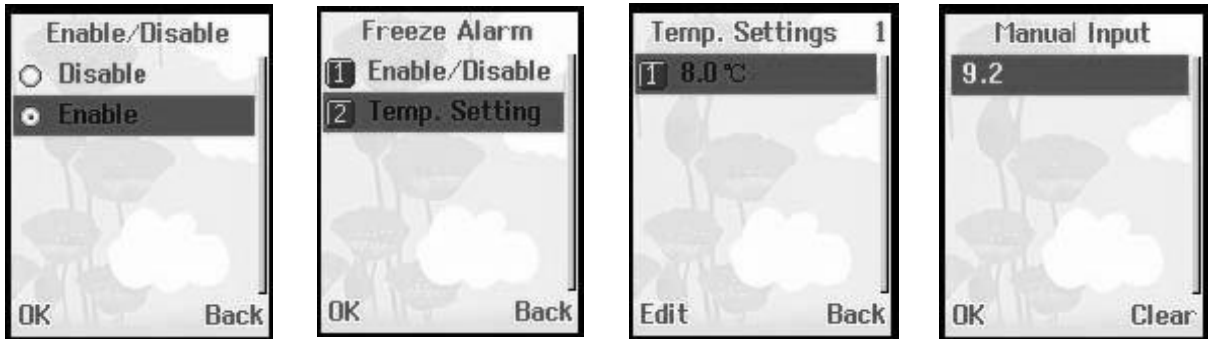 Enable/Disable
Disable
Enable
OK Back
Freeze Alarm
1 Enable/Disable
2 Temp. Setting
OK Back
Temp. Settings 1
1 8.0 ℃
Edit Back
Manual Input
9.2
OK Clear